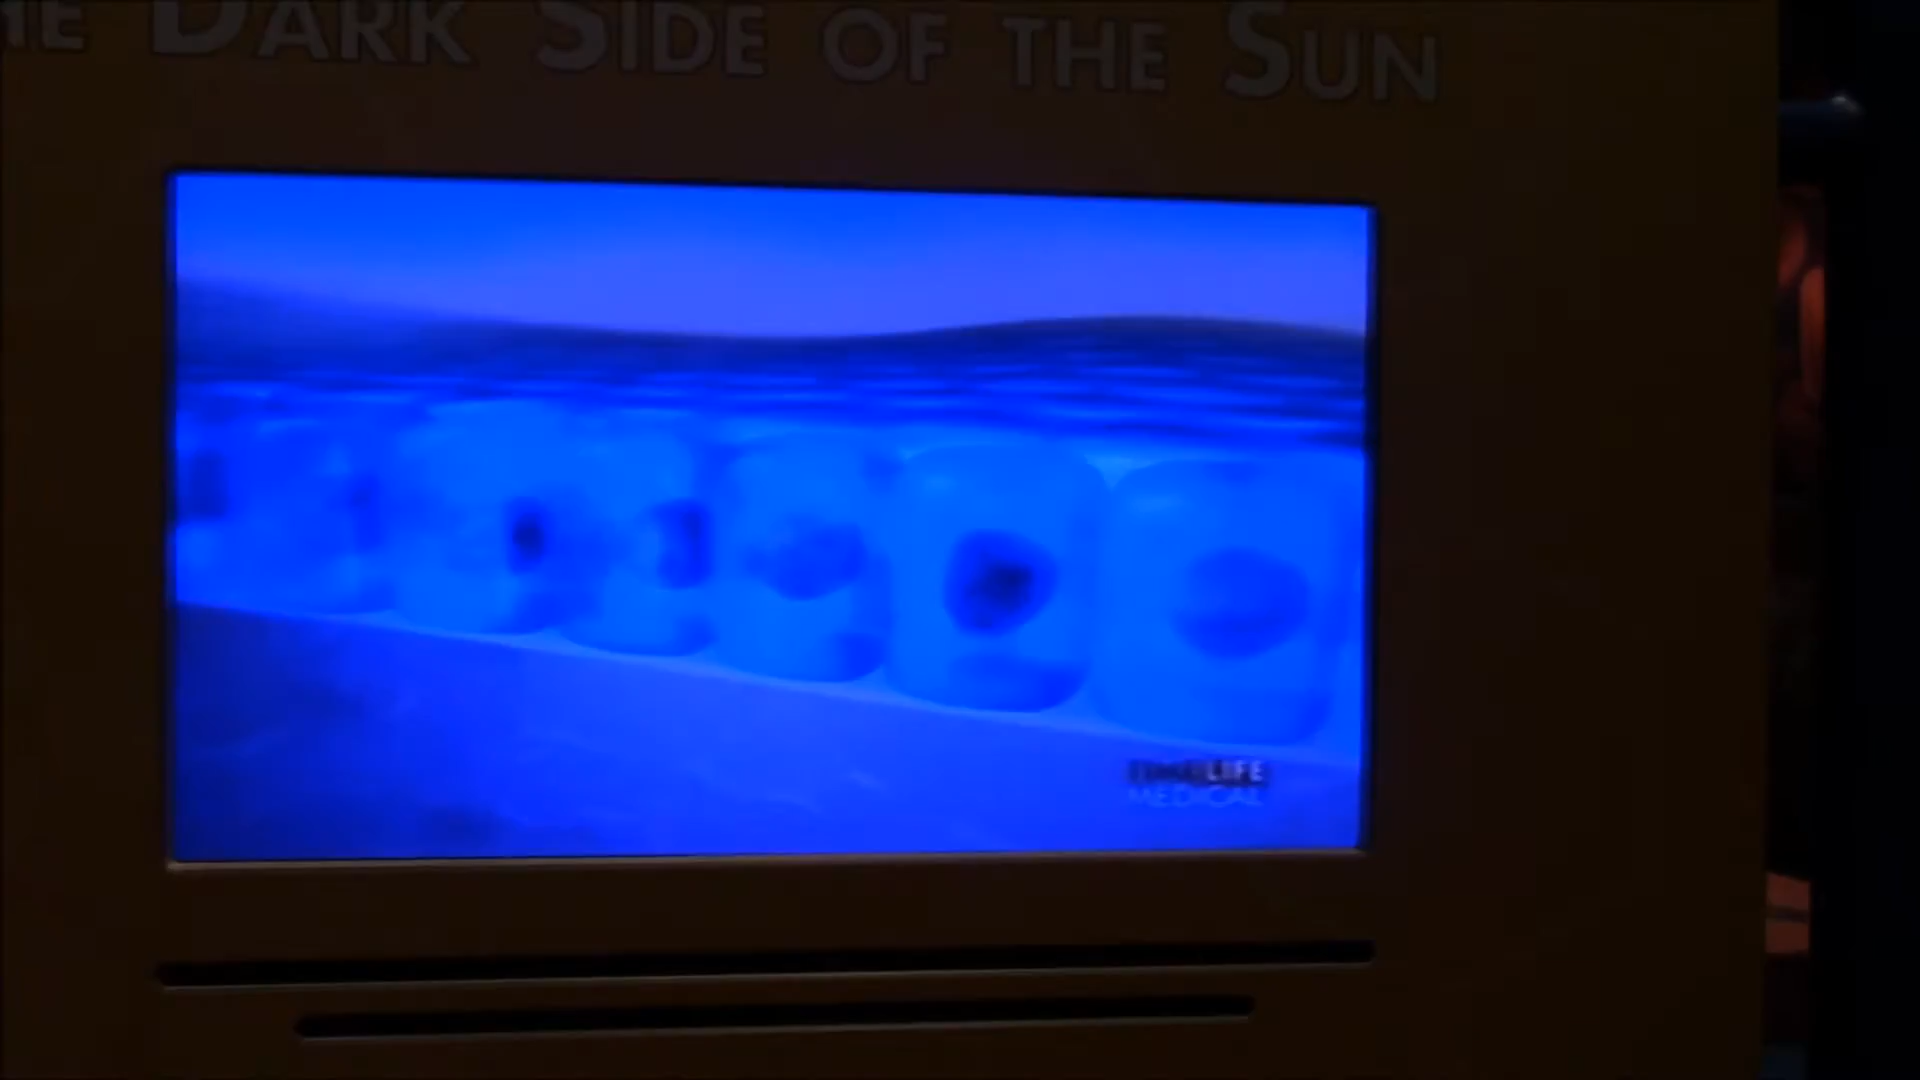 DARK SIDE OF THE SUN
LIFE
MEDICAL